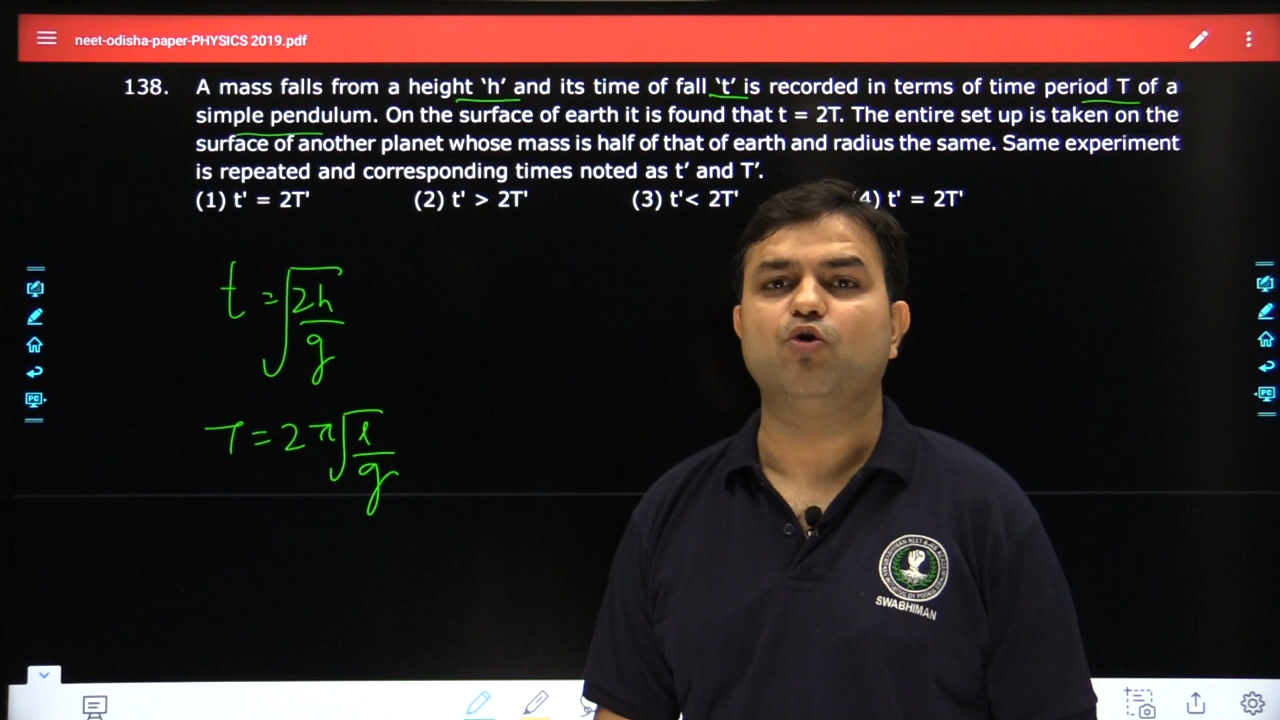 neet-odisha-paper-PHYSICS 2019.pdf
138. A mass falls from a height ‘h’ and its time of fall ‘t’ is recorded in terms of time period T of a
simple pendulum. On the surface of earth it is found that t = 2T. The entire set up is taken on the
surface of another planet whose mass is half of that of earth and radius the same. Same experiment
is repeated and corresponding times noted as t’ and T’.
(1) t' = 2T' (2) t' > 2T' (3) t'< 2T' (4) t' = 2T'
t = √2h/g
T = 2π√l/g
PC
PC
SWABHIMAN